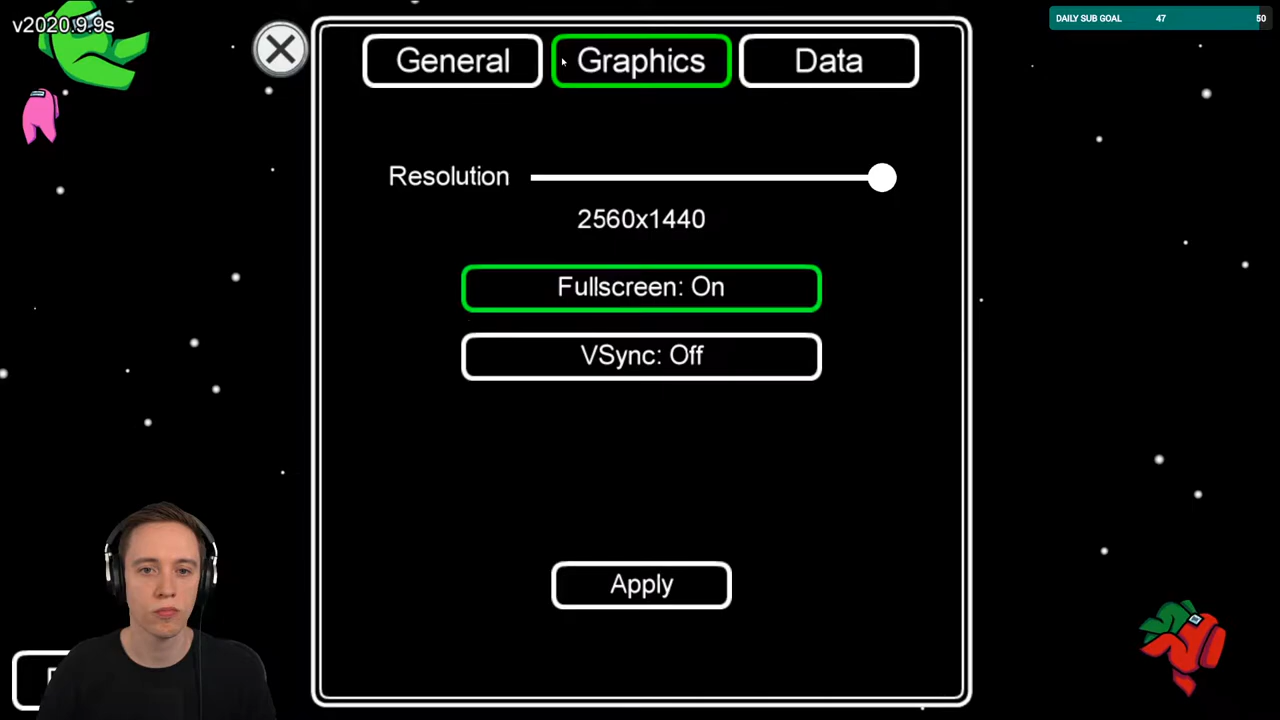 v2020.9.9s
DAILY SUB GOAL 47 50
General Graphics Data
Resolution
2560x1440
Fullscreen: On
VSync: Off
Apply